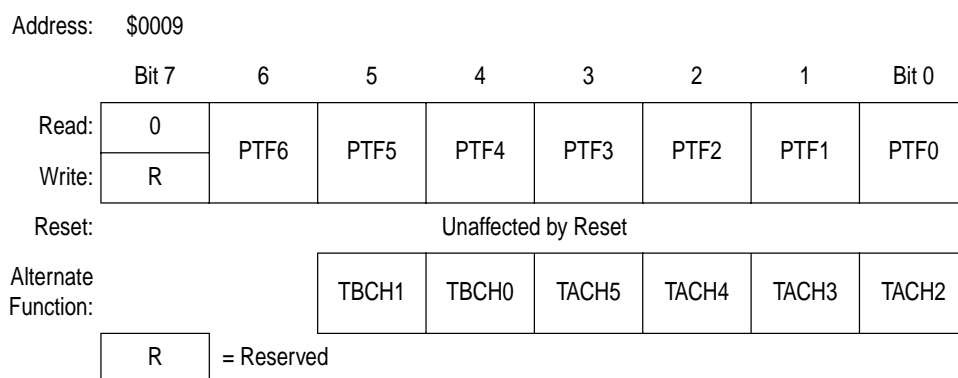 Address: $0009
Bit 7 6 5 4 3 2 1 Bit 0
Read: 0 PTF6 PTF5 PTF4 PTF3 PTF2 PTF1 PTF0
Write: R
Reset: Unaffected by Reset
Alternate
Function: TBCH1 TBCH0 TACH5 TACH4 TACH3 TACH2
R = Reserved